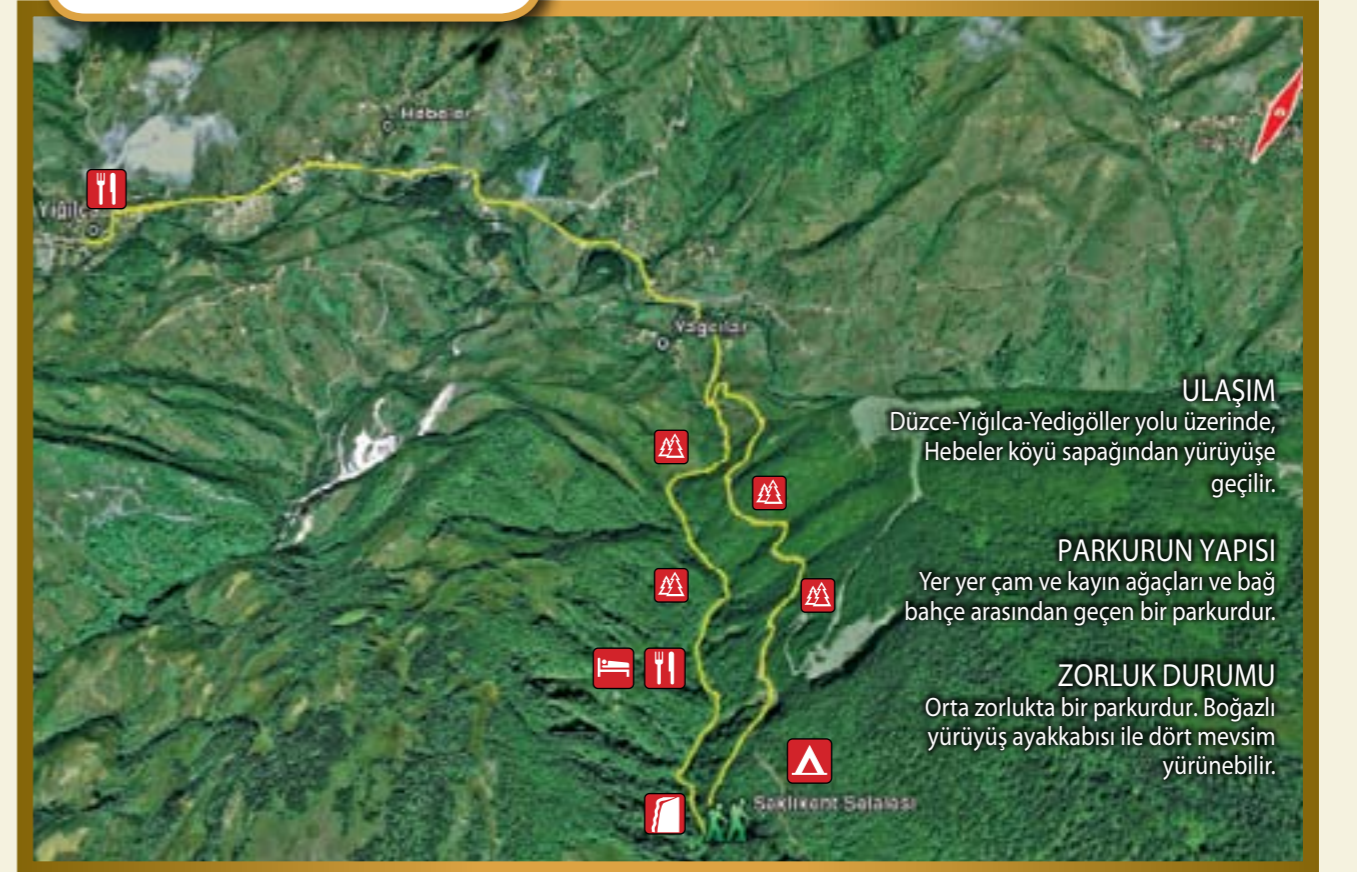 Hebeler
Yığılca
Yağcılar
ULAŞIM
Düzce-Yığılca-Yedigöller yolu üzerinde,
Hebeler köyü sapağından yürüyüşe
geçilir.
PARKURUN YAPISI
Yer yer çam ve kayın ağaçları ve bağ
bahçe arasından geçen bir parkurdur.
ZORLUK DURUMU
Orta zorlukta bir parkurdur. Boğazlı
yürüyüş ayakkabısı ile dört mevsim
yürünebilir.
Saklıkent Şelalesi